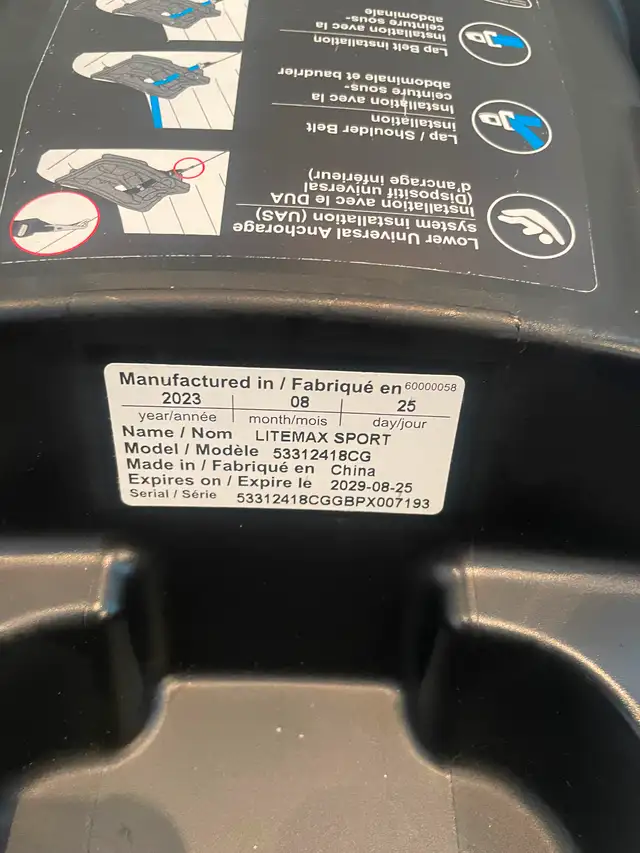 Lower Universal Anchorage
system installation (UAS)
Installation avec le DUA
(Dispositif universal
d'ancrage inférieur)
Lap / Shoulder Belt
installation
Installation avec la
ceinture sous-
abdominale et baudrier
Lap Belt Installation
Installation avec la
ceinture sous-
abdominale
Manufactured in / Fabriqué en 60000058
2023 08 25
year/année month/mois day/jour
Name / Nom LITEMAX SPORT
Model / Modèle 53312418CG
Made in / Fabriqué en China
Expires on / Expire le 2029-08-25
Serial / Série 53312418CGGBPX007193